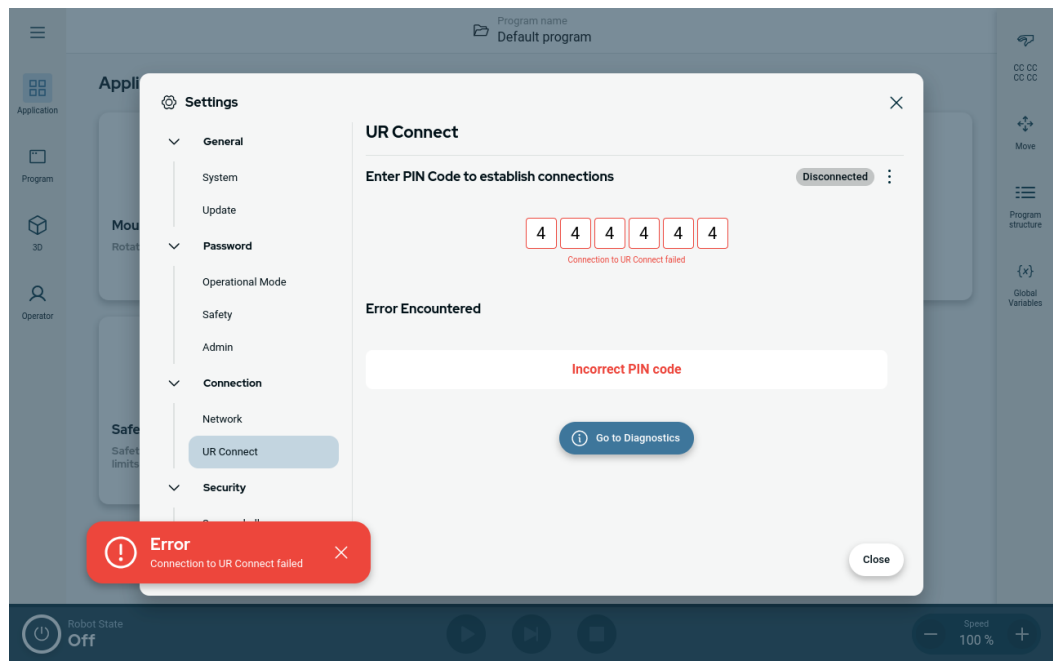 Program name
Default program
Appli
Application
Program
3D
Operator
Mou
Rotat
Safe
Safet
limits
CC CC
CC CC
Move
Program
structure
{x}
Global
Variables
Settings
General
System
Update
Password
Operational Mode
Safety
Admin
Connection
Network
UR Connect
Security
UR Connect
Enter PIN Code to establish connections
Disconnected
4 4 4 4 4 4
Connection to UR Connect failed
Error Encountered
Incorrect PIN code
Go to Diagnostics
Close
Error
Connection to UR Connect failed
Robot State
Off
Speed
100 %